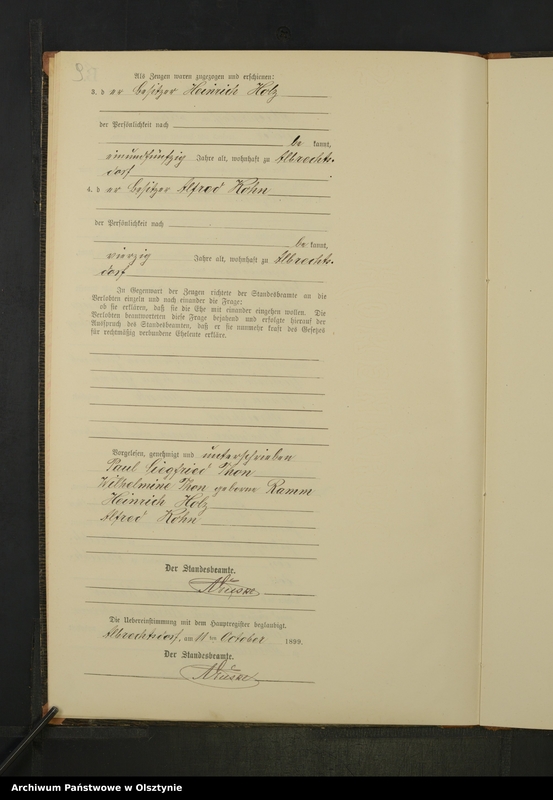 Als Zeugen waren zugezogen und erschienen:
3. der Besitzer Heinrich Holz
der Persönlichkeit nach
be kannt,
einundfünfzig Jahre alt, wohnhaft zu Albrechts-
dorf
4. der Besitzer Alfred Kohn
der Persönlichkeit nach
be kannt,
vierzig Jahre alt, wohnhaft zu Albrechts-
dorf
In Gegenwart der Zeugen richtete der Standesbeamte an die
Verlobten einzeln und nach einander die Frage:
ob sie erklären, daß sie die Ehe mit einander eingehen wollen. Die
Verlobten beantworteten diese Frage bejahend und erfolgte hierauf der
Ausspruch des Standesbeamten, daß er sie nunmehr kraft des Gesetzes
für rechtmäßig verbundene Eheleute erkläre.
Vorgelesen, genehmigt und unterschrieben
Paul Siegfried Thon
Wilhelmine Thon geborne Ramm
Heinrich Holz
Alfred Kohn
Der Standesbeamte.
Die Uebereinstimmung mit dem Hauptregister beglaubigt.
Albrechtsdorf, am 11 ten October 1899.
Der Standesbeamte.
Archiwum Państwowe w Olsztynie